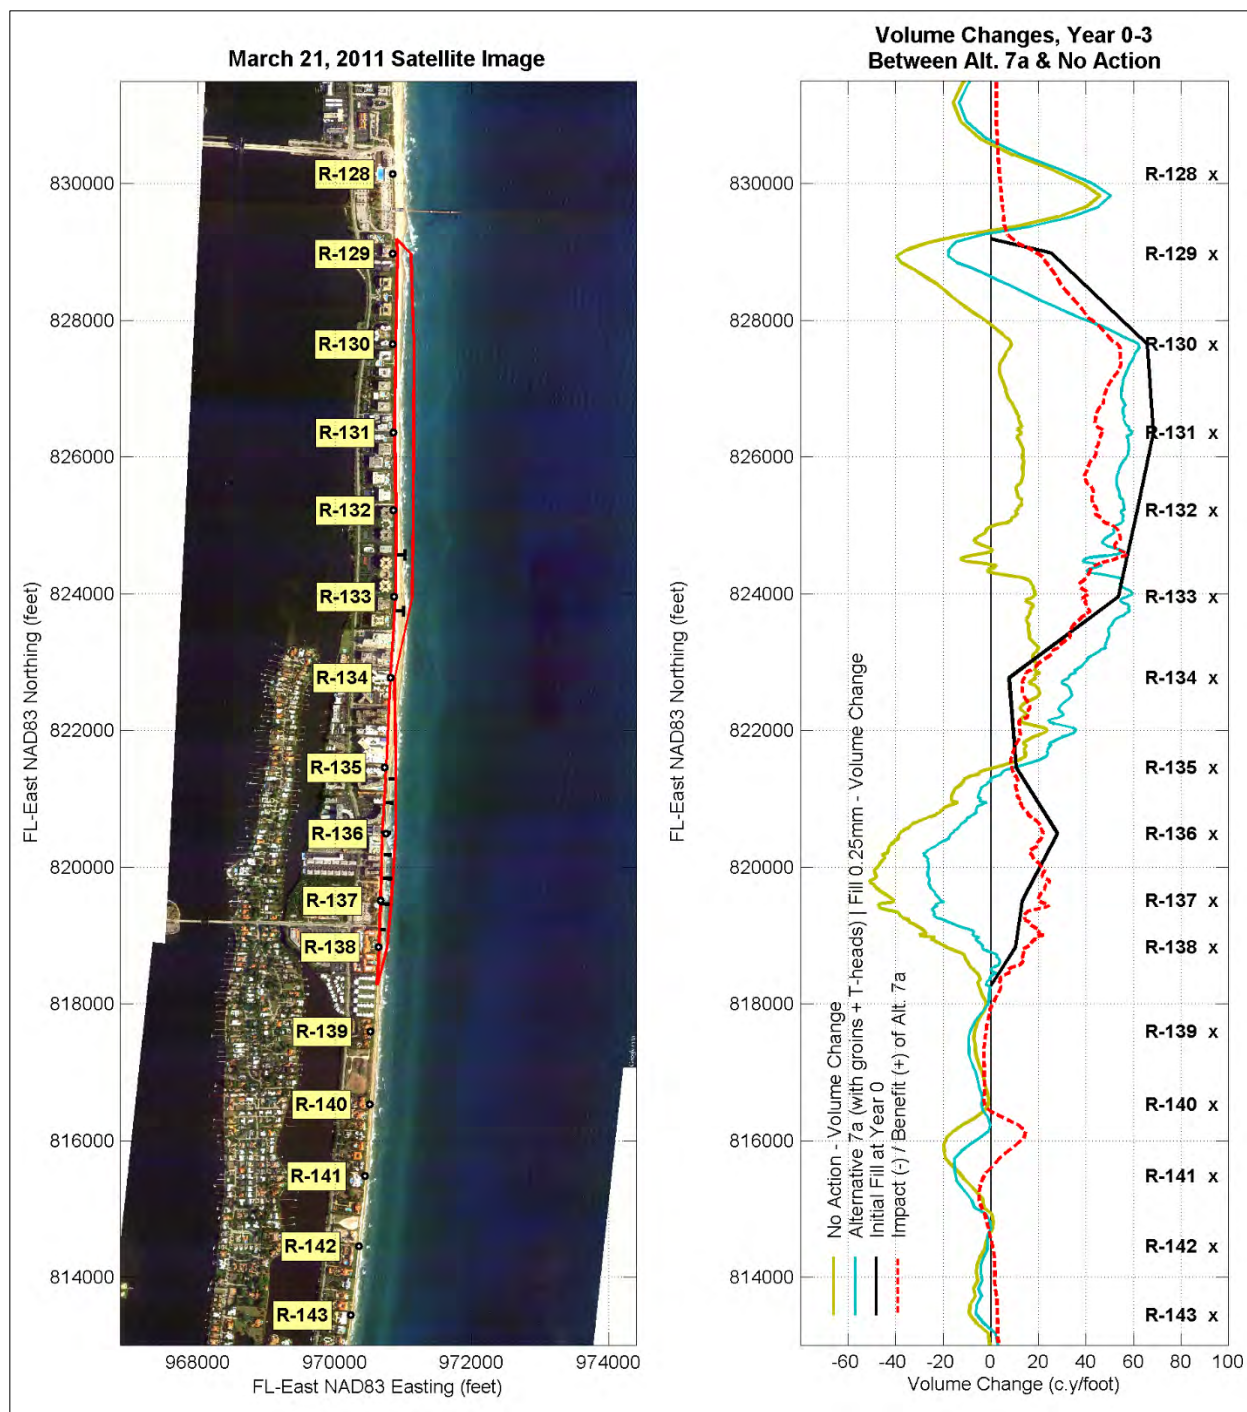 March 21, 2011 Satellite Image
830000
828000
826000
824000
822000
820000
818000
816000
814000
FL-East NAD83 Northing (feet)
R-128
R-129
R-130
R-131
R-132
R-133
R-134
R-135
R-136
R-137
R-138
R-139
R-140
R-141
R-142
R-143
968000 970000 972000 974000
FL-East NAD83 Easting (feet)
Volume Changes, Year 0-3
Between Alt. 7a & No Action
830000
828000
826000
824000
822000
820000
818000
816000
814000
FL-East NAD83 Northing (feet)
R-128 x
R-129 x
R-130 x
R-131 x
R-132 x
R-133 x
R-134 x
R-135 x
R-136 x
R-137 x
R-138 x
R-139 x
R-140 x
R-141 x
R-142 x
R-143 x
No Action - Volume Change
Alternative 7a (with groins + T-heads) | Fill 0.25mm - Volume Change
Initial Fill at Year 0
Impact (-) / Benefit (+) of Alt. 7a
-60 -40 -20 0 20 40 60 80 100
Volume Change (c.y/foot)